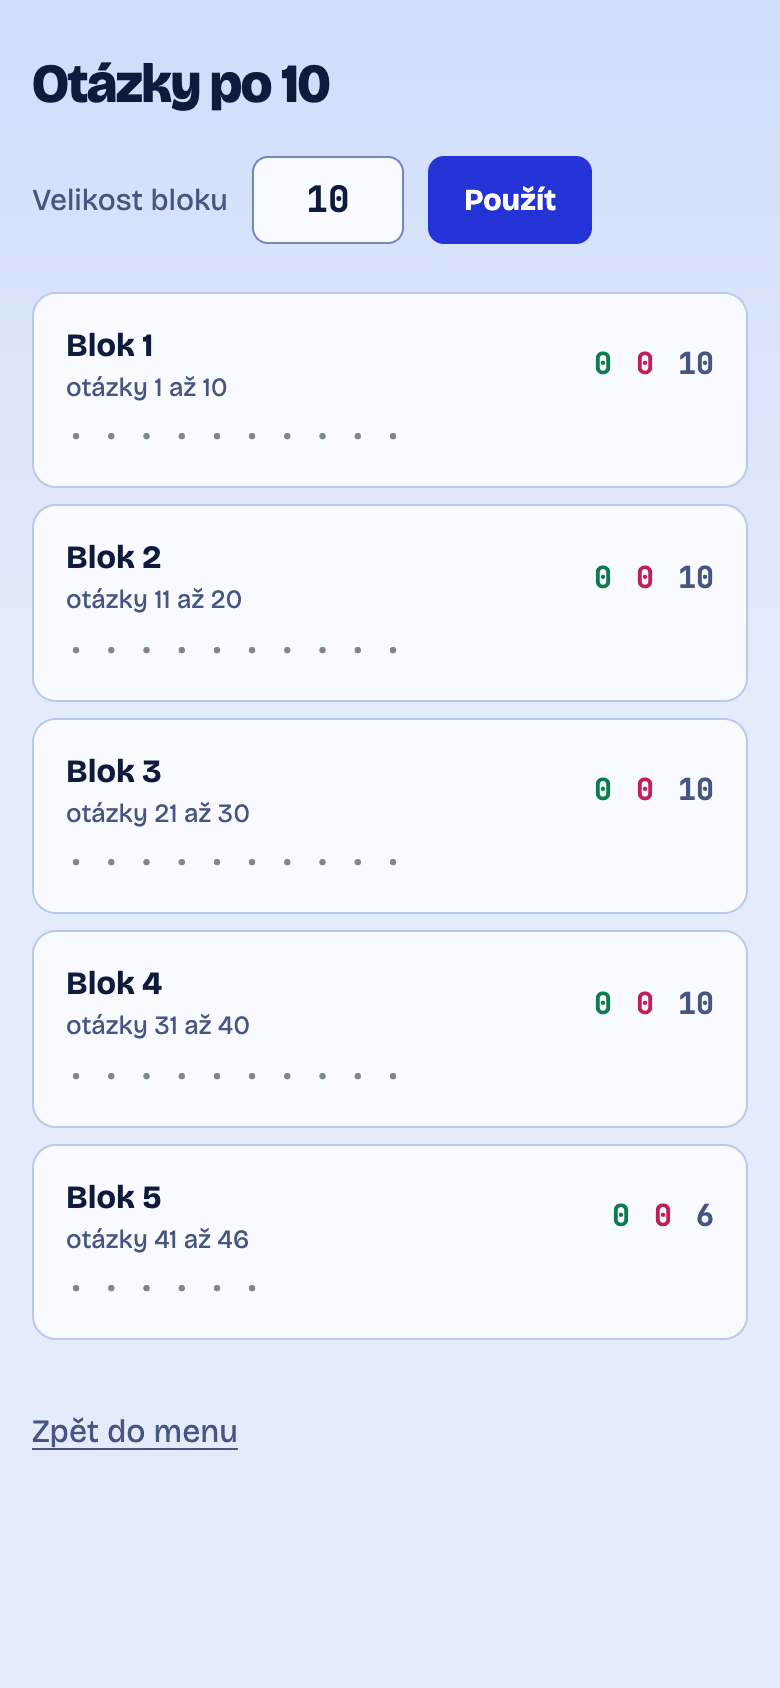 Otázky po 10
Velikost bloku 10 Použít
Blok 1
otázky 1 až 10
0 0 10
Blok 2
otázky 11 až 20
0 0 10
Blok 3
otázky 21 až 30
0 0 10
Blok 4
otázky 31 až 40
0 0 10
Blok 5
otázky 41 až 46
0 0 6
Zpět do menu